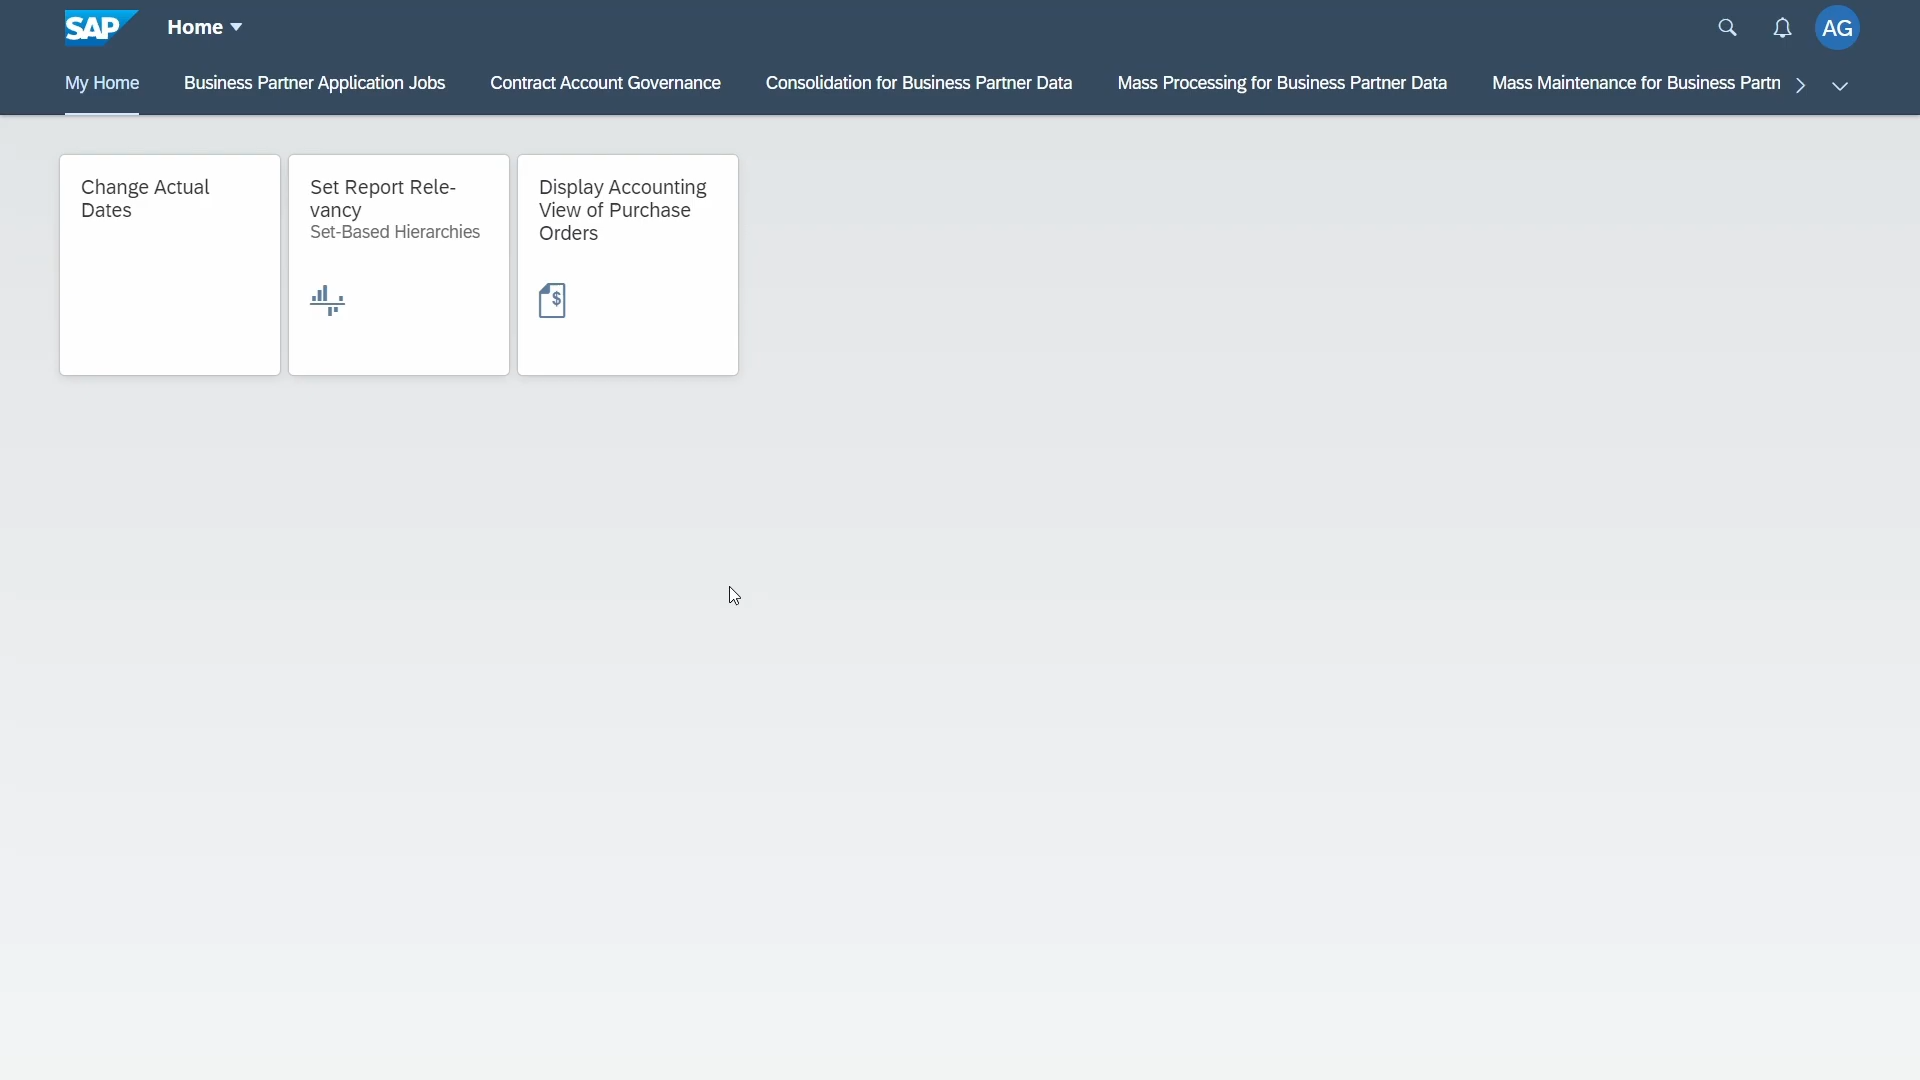 SAP Home AG
My Home Business Partner Application Jobs Contract Account Governance Consolidation for Business Partner Data Mass Processing for Business Partner Data Mass Maintenance for Business Partn
Change Actual
Dates
Set Report Rele-
vancy
Set-Based Hierarchies
Display Accounting
View of Purchase
Orders
$